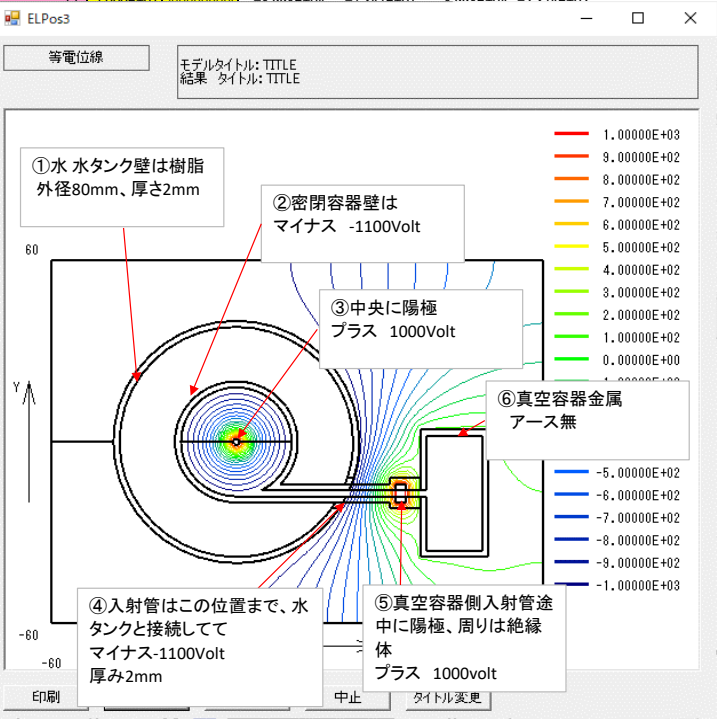 ELPos3
等電位線
モデルタイトル: TITLE
結果 タイトル: TITLE
①水 水タンク壁は樹脂
外径80mm、厚さ2mm
②密閉容器壁は
マイナス -1100Volt
③中央に陽極
プラス 1000Volt
⑥真空容器金属
アース無
④入射管はこの位置まで、水
タンクと接続してて
マイナス-1100Volt
厚み2mm
⑤真空容器側入射管途
中に陽極、周りは絶縁
体
プラス 1000volt
60
Y
-60
-60
1.00000E+03
9.00000E+02
8.00000E+02
7.00000E+02
6.00000E+02
5.00000E+02
4.00000E+02
3.00000E+02
2.00000E+02
1.00000E+02
0.00000E+00
-5.00000E+02
-6.00000E+02
-7.00000E+02
-8.00000E+02
-9.00000E+02
-1.00000E+03
印刷
中止
タイトル変更